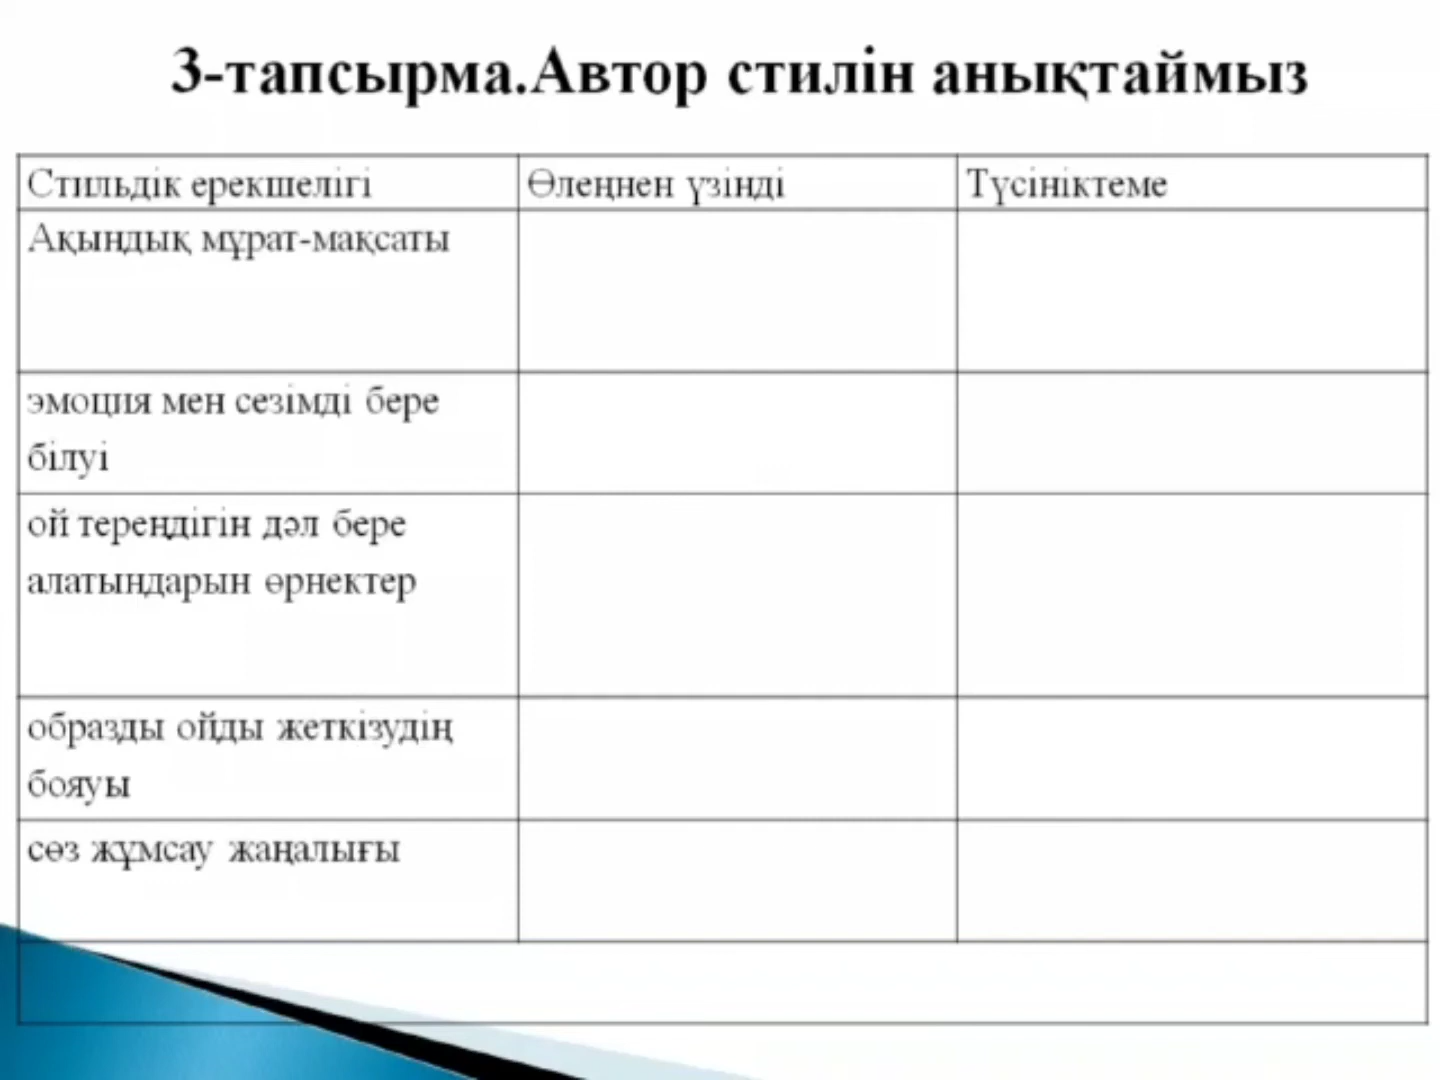 3-тапсырма.Автор стилін анықтаймыз
Стильдік ерекшелігі
Өлеңнен үзінді
Түсініктеме
Ақындық мұрат-мақсаты
эмоция мен сезімді бере
білуі
ой тереңдігін дәл бере
алатындарын өрнектер
образды ойды жеткізудің
бояуы
сөз жұмсау жаңалығы